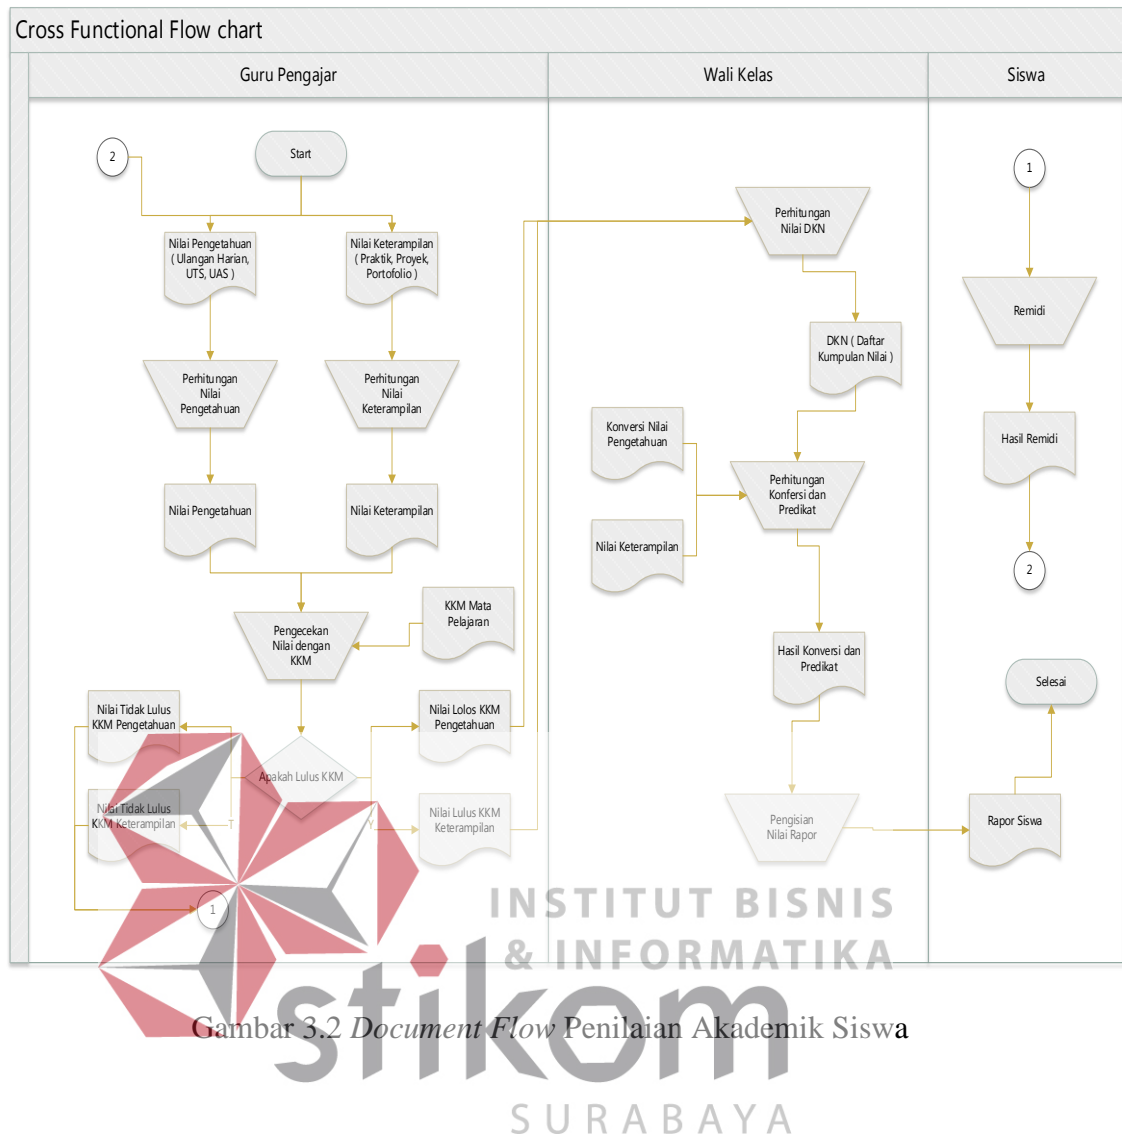 Cross Functional Flow chart
Guru Pengajar
Wali Kelas
Siswa
2
Start
Nilai Pengetahuan
( Ulangan Harian,
UTS, UAS )
Nilai Keterampilan
( Praktik, Proyek,
Portofolio )
Perhitungan
Nilai
Pengetahuan
Perhitungan
Nilai
Keterampilan
Nilai Pengetahuan
Nilai Keterampilan
Pengecekan
Nilai dengan
KKM
KKM Mata
Pelajaran
Nilai Tidak Lulus
KKM Pengetahuan
Nilai Lolos KKM
Pengetahuan
Apakah Lulus KKM
Nilai Tidak Lulus
KKM Keterampilan
T
Y
Nilai Lulus KKM
Keterampilan
1
Perhitungan
Nilai DKN
DKN ( Daftar
Kumpulan Nilai )
Konversi Nilai
Pengetahuan
Perhitungan
Konfersi dan
Predikat
Nilai Keterampilan
Hasil Konversi dan
Predikat
Pengisian
Nilai Rapor
1
Remidi
Hasil Remidi
2
Selesai
Rapor Siswa
INSTITUT BISNIS
& INFORMATIKA
stikom
SURABAYA
Gambar 3.2 Document Flow Penilaian Akademik Siswa